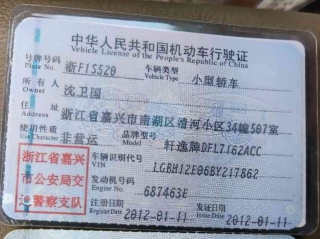 中华人民共和国机动车行驶证
Vehicle License of the People's Republic of China
号牌号码 浙FIS520 车辆类型 小型轿车
Plate No. Vehicle Type
所有人 沈卫国
Owner
住址 浙江省嘉兴市南湖区清河小区34幢507室
Address
使用性质 非营运 品牌型号 轩逸牌DFL7162ACC
浙江省嘉兴市公安局交通警察支队
车辆识别代号 LGBH12E06BY217862
VIN
发动机号码 687463E
Engine No.
注册日期 2012-01-11 发证日期 2012-01-11
Register Date Issue Date